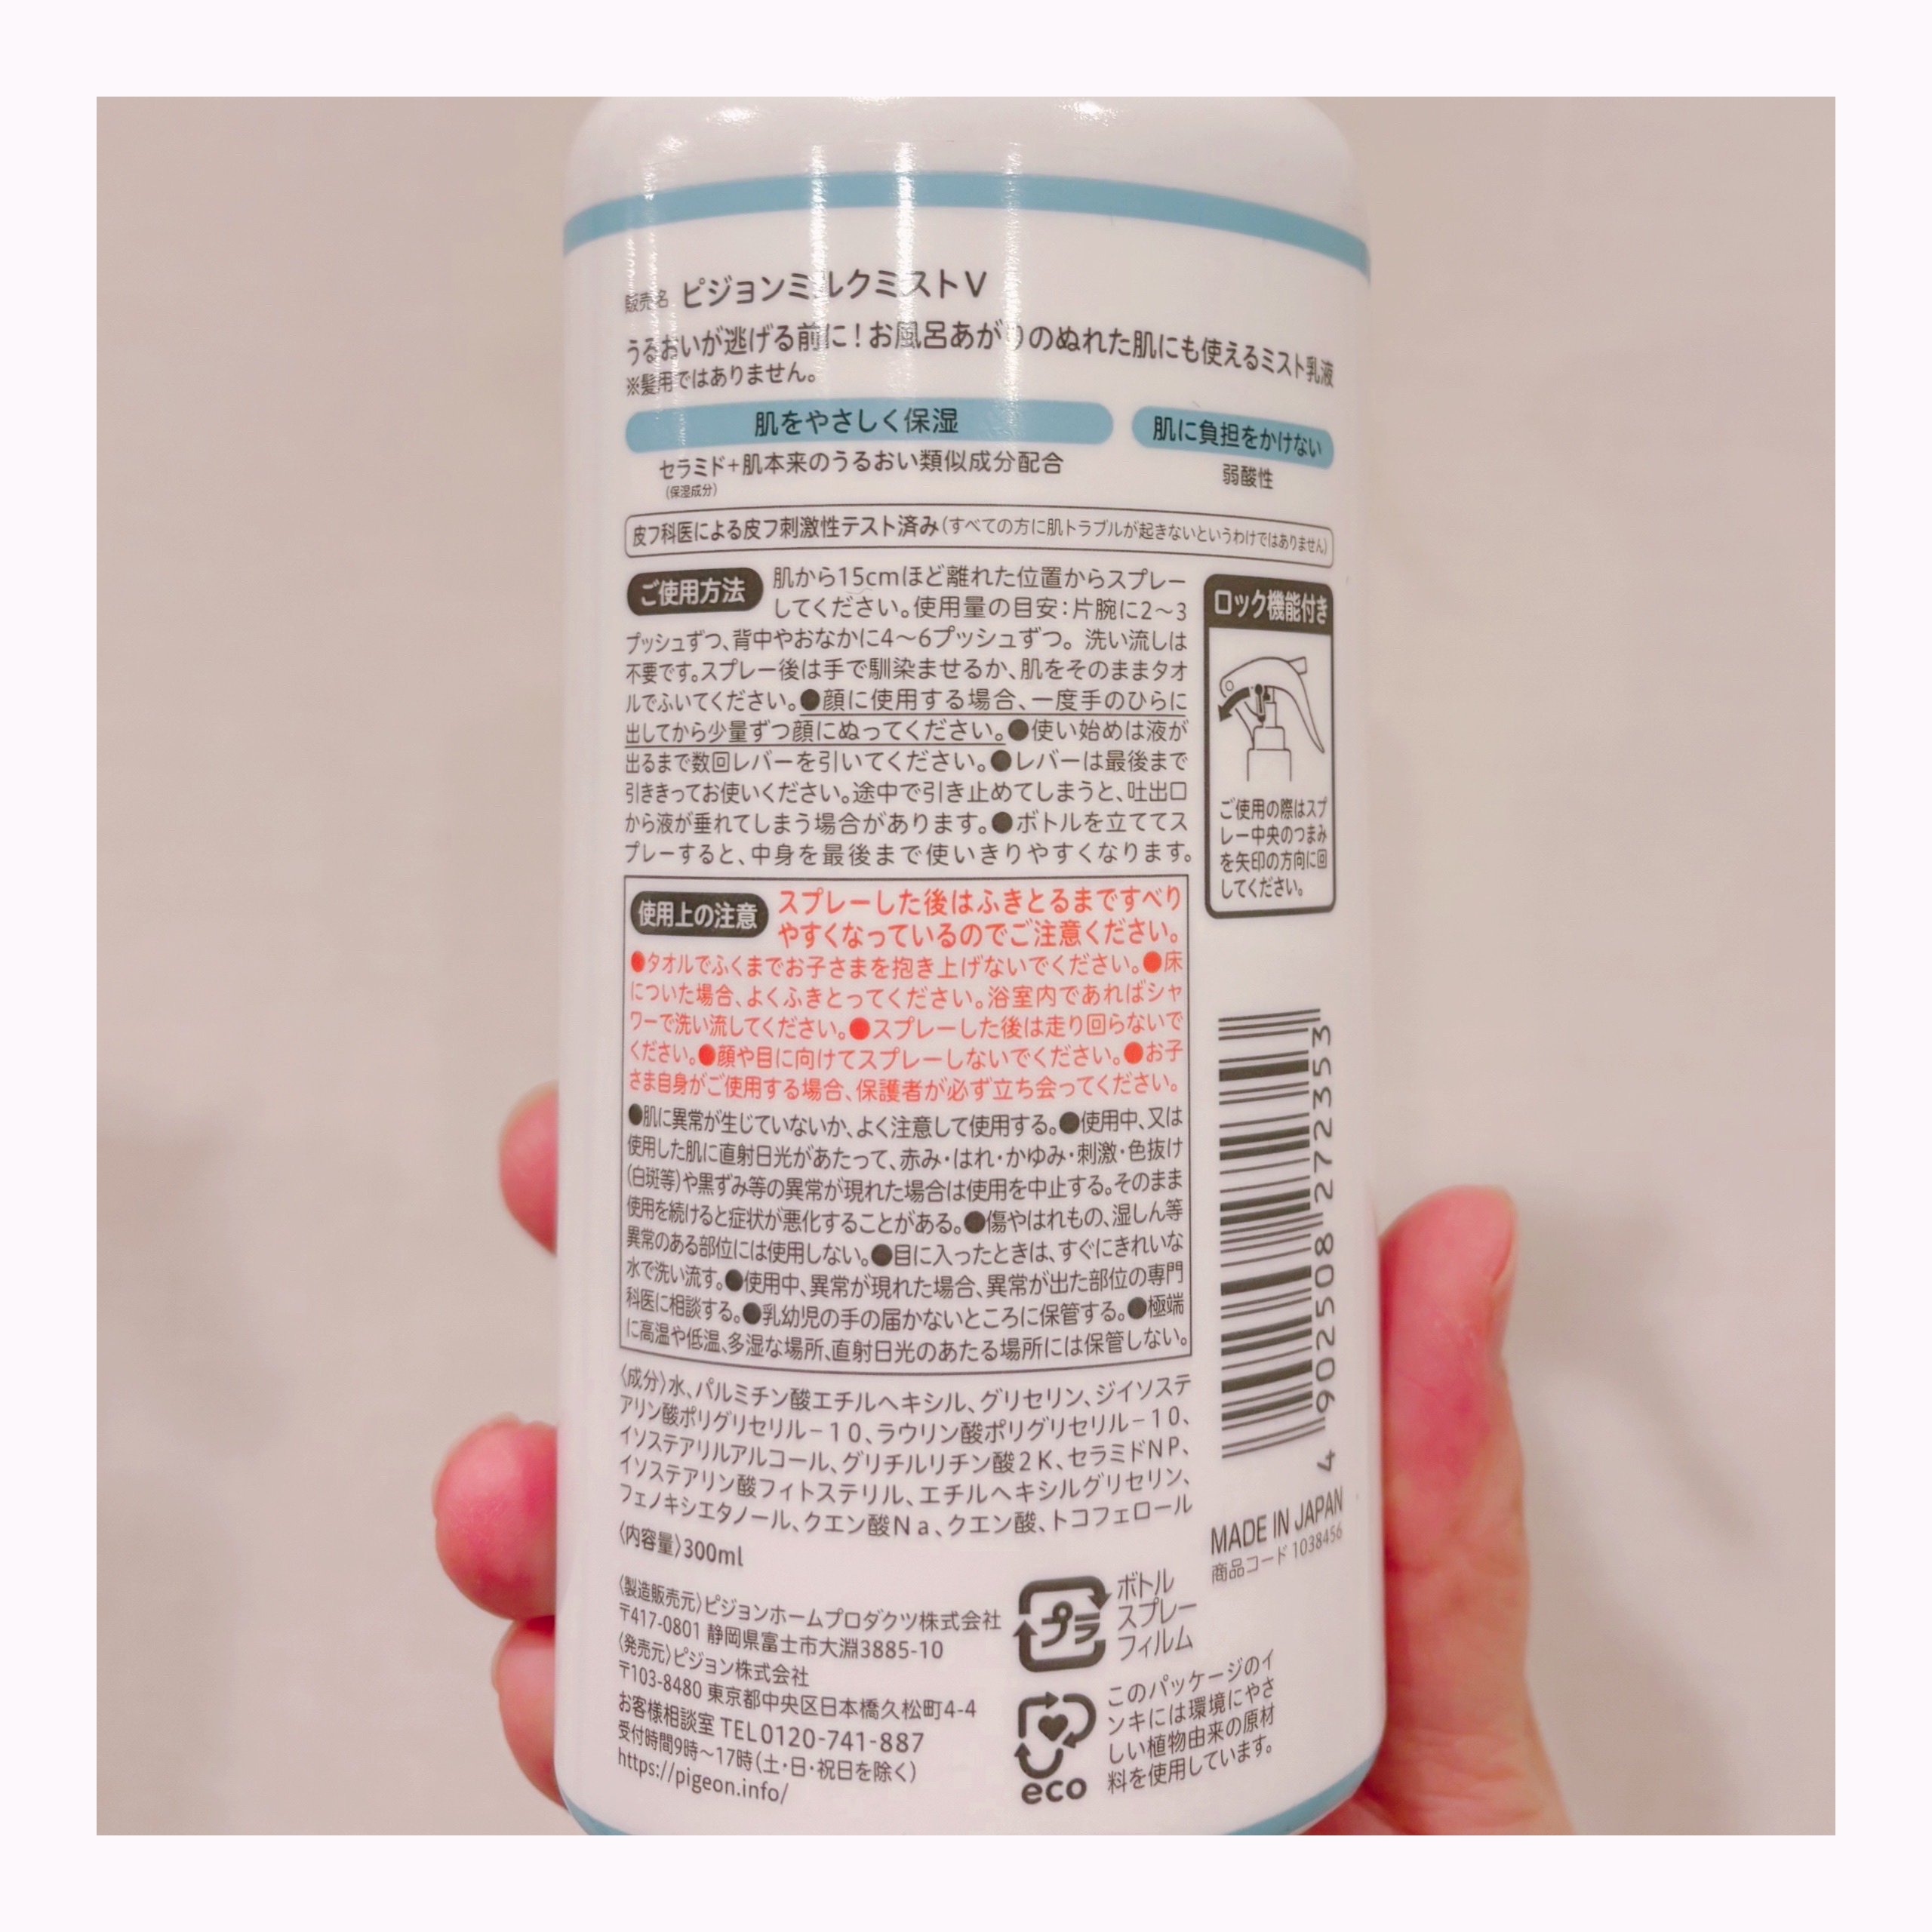 販売名 ピジョンミルクミストV
うるおいが逃げる前に！お風呂あがりのぬれた肌にも使えるミスト乳液
※髪用ではありません。
肌をやさしく保湿
セラミド+肌本来のうるおい類似成分配合
(保湿成分)
肌に負担をかけない
弱酸性
皮フ科医による皮フ刺激性テスト済み(すべての方に肌トラブルが起きないというわけではありません)
ご使用方法 肌から15cmほど離れた位置からスプレー
してください。使用量の目安:片腕に2〜3
プッシュずつ、背中やおなかに4〜6プッシュずつ。洗い流しは
不要です。スプレー後は手で馴染ませるか、肌をそのままタオ
ルでふいてください。●顔に使用する場合、一度手のひらに
出してから少量ずつ顔にぬってください。●使い始めは液が
出るまで数回レバーを引いてください。●レバーは最後まで
引ききってお使いください。途中で引き止めてしまうと、吐出口
から液が垂れてしまう場合があります。●ボトルを立ててス
プレーすると、中身を最後まで使いきりやすくなります。
ロック機能付き
ご使用の際はスプ
レー中央のつまみ
を矢印の方向に回
してください。
使用上の注意 スプレーした後はふきとるまですべり
やすくなっているのでご注意ください。
●タオルでふくまでお子さまを抱き上げないでください。●床
についた場合、よくふきとってください。浴室内であればシャ
ワーで洗い流してください。●スプレーした後は走り回らないで
ください。●顔や目に向けてスプレーしないでください。●お子
さま自身がご使用する場合、保護者が必ず立ち会ってください。
●肌に異常が生じていないか、よく注意して使用する。●使用中、又は
使用した肌に直射日光があたって、赤み・はれ・かゆみ・刺激・色抜け
(白斑等)や黒ずみ等の異常が現れた場合は使用を中止する。そのまま
使用を続けると症状が悪化することがある。●傷やはれもの、湿しん等
異常のある部位には使用しない。●目に入ったときは、すぐにきれいな
水で洗い流す。●使用中、異常が現れた場合、異常が出た部位の専門
科医に相談する。●乳幼児の手の届かないところに保管する。●極端
に高温や低温、多湿な場所、直射日光のあたる場所には保管しない。
〈成分〉水、パルミチン酸エチルヘキシル、グリセリン、ジイソステ
アリン酸ポリグリセリル－10、ラウリン酸ポリグリセリル－10、
イソステアリルアルコール、グリチルリチン酸2K、セラミドNP、
イソステアリン酸フィトステリル、エチルヘキシルグリセリン、
フェノキシエタノール、クエン酸Na、クエン酸、トコフェロール
〈内容量〉300ml
4 902508 272353
MADE IN JAPAN
商品コード 1038456
〈製造販売元〉ピジョンホームプロダクツ株式会社
〒417-0801 静岡県富士市大淵3885-10
〈発売元〉ピジョン株式会社
〒103-8480 東京都中央区日本橋久松町4-4
お客様相談室 TEL0120-741-887
受付時間9時〜17時(土・日・祝日を除く)
https://pigeon.info/
プラ
ボトル
スプレー
フィルム
eco
このパッケージのイ
ンキには環境にやさ
しい植物由来の原材
料を使用しています。